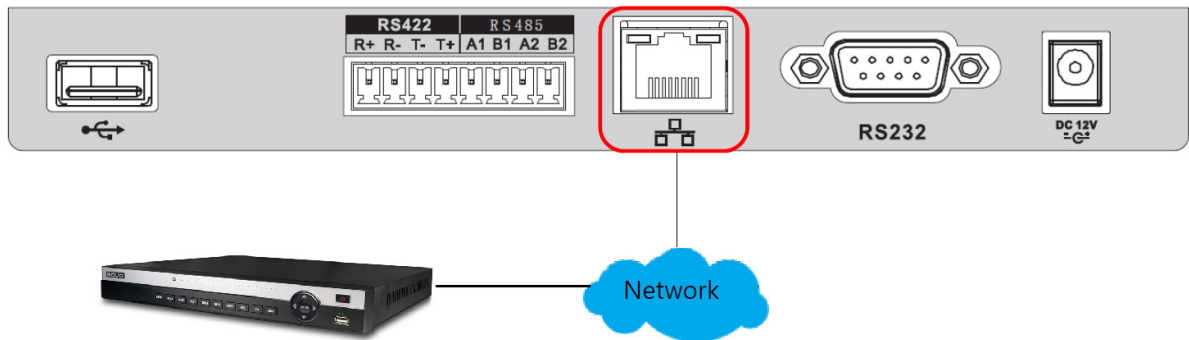 RS422 RS485
R+ R- T- T+ A1 B1 A2 B2
RS232
DC 12V
Network